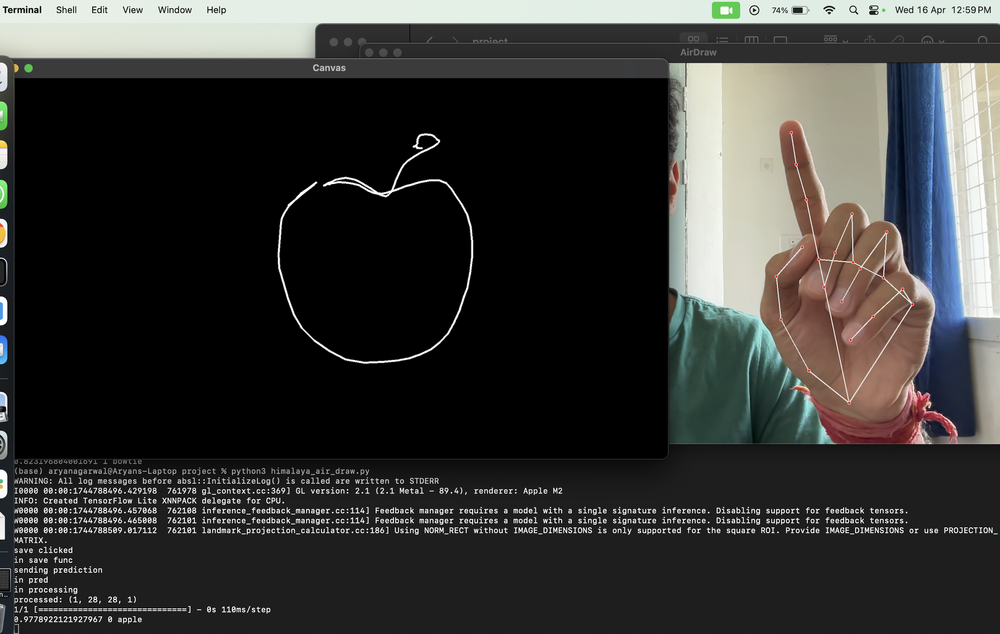 Terminal Shell Edit View Window Help 74% Wed 16 Apr 12:59 PM
project
AirDraw
Canvas
0.823196804001691 1 bowtie
(base) aryanagarwal@Aryans-Laptop project % python3 himalaya_air_draw.py
WARNING: All log messages before absl::InitializeLog() is called are written to STDERR
I0000 00:00:1744788496.429198  761978 gl_context.cc:369] GL version: 2.1 (2.1 Metal - 89.4), renderer: Apple M2
INFO: Created TensorFlow Lite XNNPACK delegate for CPU.
W0000 00:00:1744788496.457068  762108 inference_feedback_manager.cc:114] Feedback manager requires a model with a single signature inference. Disabling support for feedback tensors.
W0000 00:00:1744788496.465008  762101 inference_feedback_manager.cc:114] Feedback manager requires a model with a single signature inference. Disabling support for feedback tensors.
W0000 00:00:1744788509.017112  762101 landmark_projection_calculator.cc:186] Using NORM_RECT without IMAGE_DIMENSIONS is only supported for the square ROI. Provide IMAGE_DIMENSIONS or use PROJECTION_
MATRIX.
save clicked
in save func
sending prediction
in pred
in processing
processed: (1, 28, 28, 1)
1/1 [==============================] - 0s 110ms/step
0.9778922121927967 0 apple